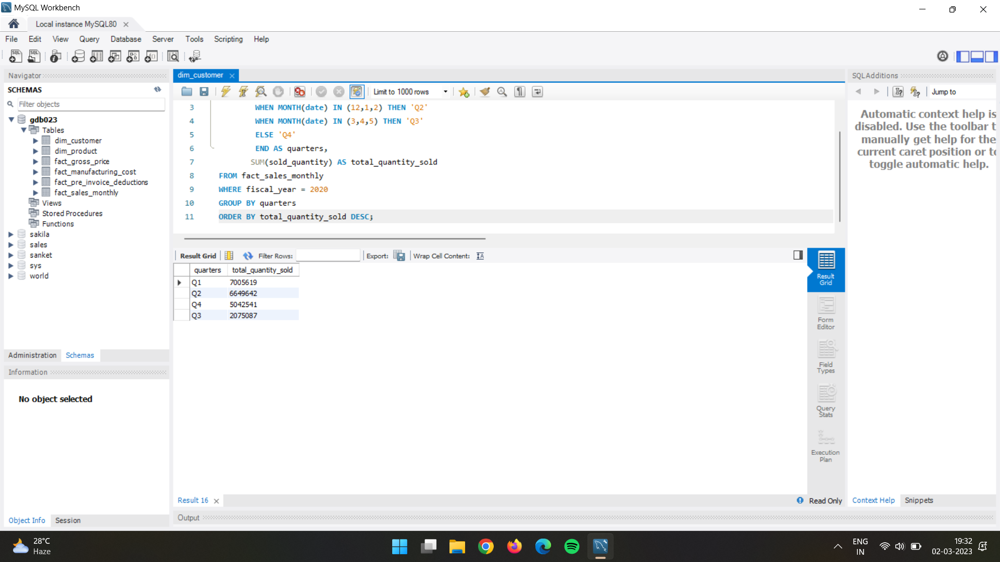 MySQL Workbench
Local instance MySQL80
File Edit View Query Database Server Tools Scripting Help
Navigator
SCHEMAS
Filter objects
gdb023
Tables
dim_customer
dim_product
fact_gross_price
fact_manufacturing_cost
fact_pre_invoice_deductions
fact_sales_monthly
Views
Stored Procedures
Functions
sakila
sales
sanket
sys
world
Administration Schemas
Information
No object selected
Object Info Session
dim_customer
Limit to 1000 rows
3 WHEN MONTH(date) IN (12,1,2) THEN 'Q2'
4 WHEN MONTH(date) IN (3,4,5) THEN 'Q3'
5 ELSE 'Q4'
6 END AS quarters,
7 SUM(sold_quantity) AS total_quantity_sold
8 FROM fact_sales_monthly
9 WHERE fiscal_year = 2020
10 GROUP BY quarters
11 ORDER BY total_quantity_sold DESC;
Result Grid Filter Rows: Export: Wrap Cell Content:
quarters total_quantity_sold
Q1 7005619
Q2 6649642
Q4 5042541
Q3 2075087
Result
Grid
Form
Editor
Field
Types
Query
Stats
Execution
Plan
Result 16
Read Only
Output
SQLAdditions
Jump to
Automatic context help is
disabled. Use the toolbar t
manually get help for the
current caret position or to
toggle automatic help.
Context Help Snippets
28°C
Haze
ENG
IN
19:32
02-03-2023